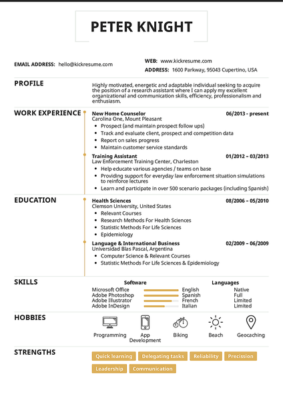 PETER KNIGHT
EMAIL ADDRESS: hello@kickresume.com
WEB: www.kickresume.com
ADDRESS: 1600 Parkway, 95043 Cupertino, USA
PROFILE
Highly motivated, energetic and adaptable individual seeking to acquire
the position of a research assistant where I can apply my excellent
organizational and communication skills, efficiency, professionalism and
enthusiasm.
WORK EXPERIENCE
New Home Counselor 06/2013 - present
Carolina One, Mount Pleasant
• Prospect (and maintain prospect follow ups)
• Track and evaluate client, prospect and competition data
• Report on sales progress
• Maintain customer service standards
Training Assistant 01/2012 - 03/2013
Law Enforcement Training Center, Charleston
• Help educate various agencies / teams on base
• Providing support for everyday law enforcement situation simulations
to reinforce lectures
• Learn and participate in over 500 scenario packages (including Spanish)
EDUCATION
Health Sciences 08/2006 - 05/2010
Clemson University, United States
• Relevant Courses
• Research Methods For Health Sciences
• Statistic Methods For Life Sciences
• Epidemiology
Language & International Business 02/2009 - 06/2009
Universidad Blas Pascal, Argentina
• Computer Science & Relevant Courses
• Statistic Methods For Life Sciences & Epidemiology
SKILLS
Software Languages
Microsoft Office English Native
Adobe Photoshop Spanish Full
Adobe Illustrator French Limited
Adobe InDesign Italian Limited
HOBBIES
Programming App Development Biking Beach Geocaching
STRENGTHS
Quick learning Delegating tasks Reliability Precision
Leadership Communication